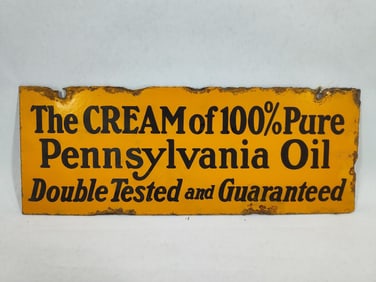 The CREAM of 100% Pure
Pennsylvania Oil
Double Tested and Guaranteed